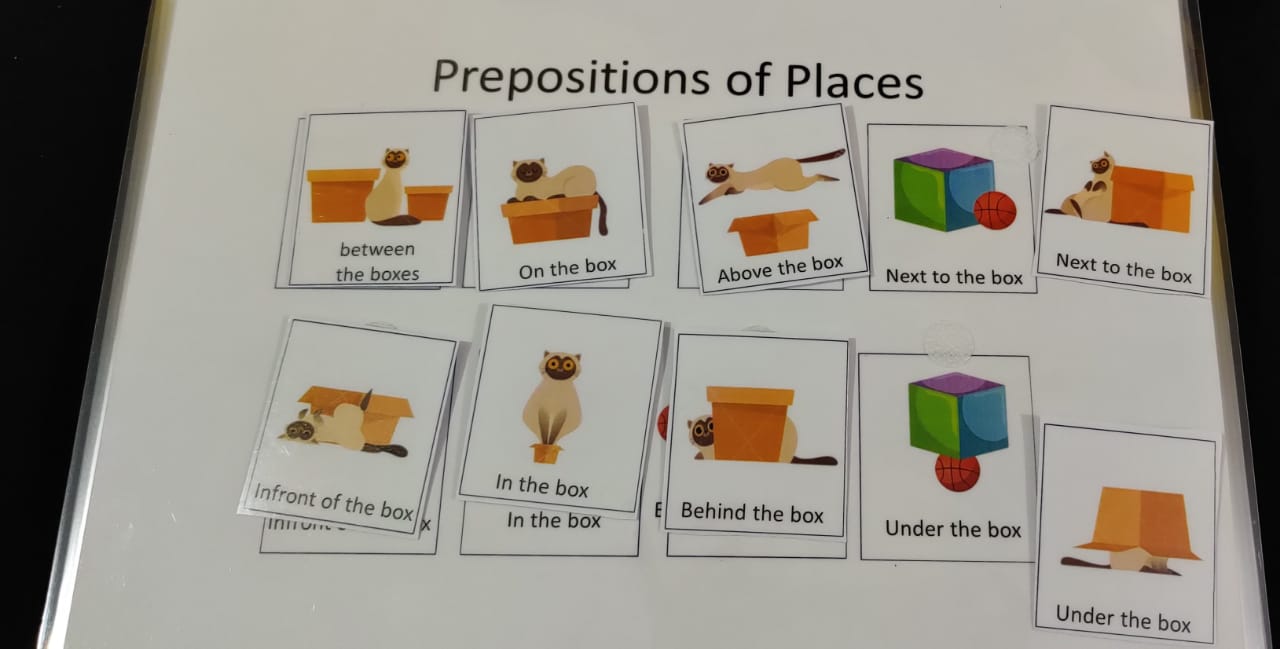 Prepositions of Places
between
the boxes
On the box
Above the box
Next to the box
Next to the box
Infront of the box
In the box
Behind the box
Under the box
In the box
Under the box